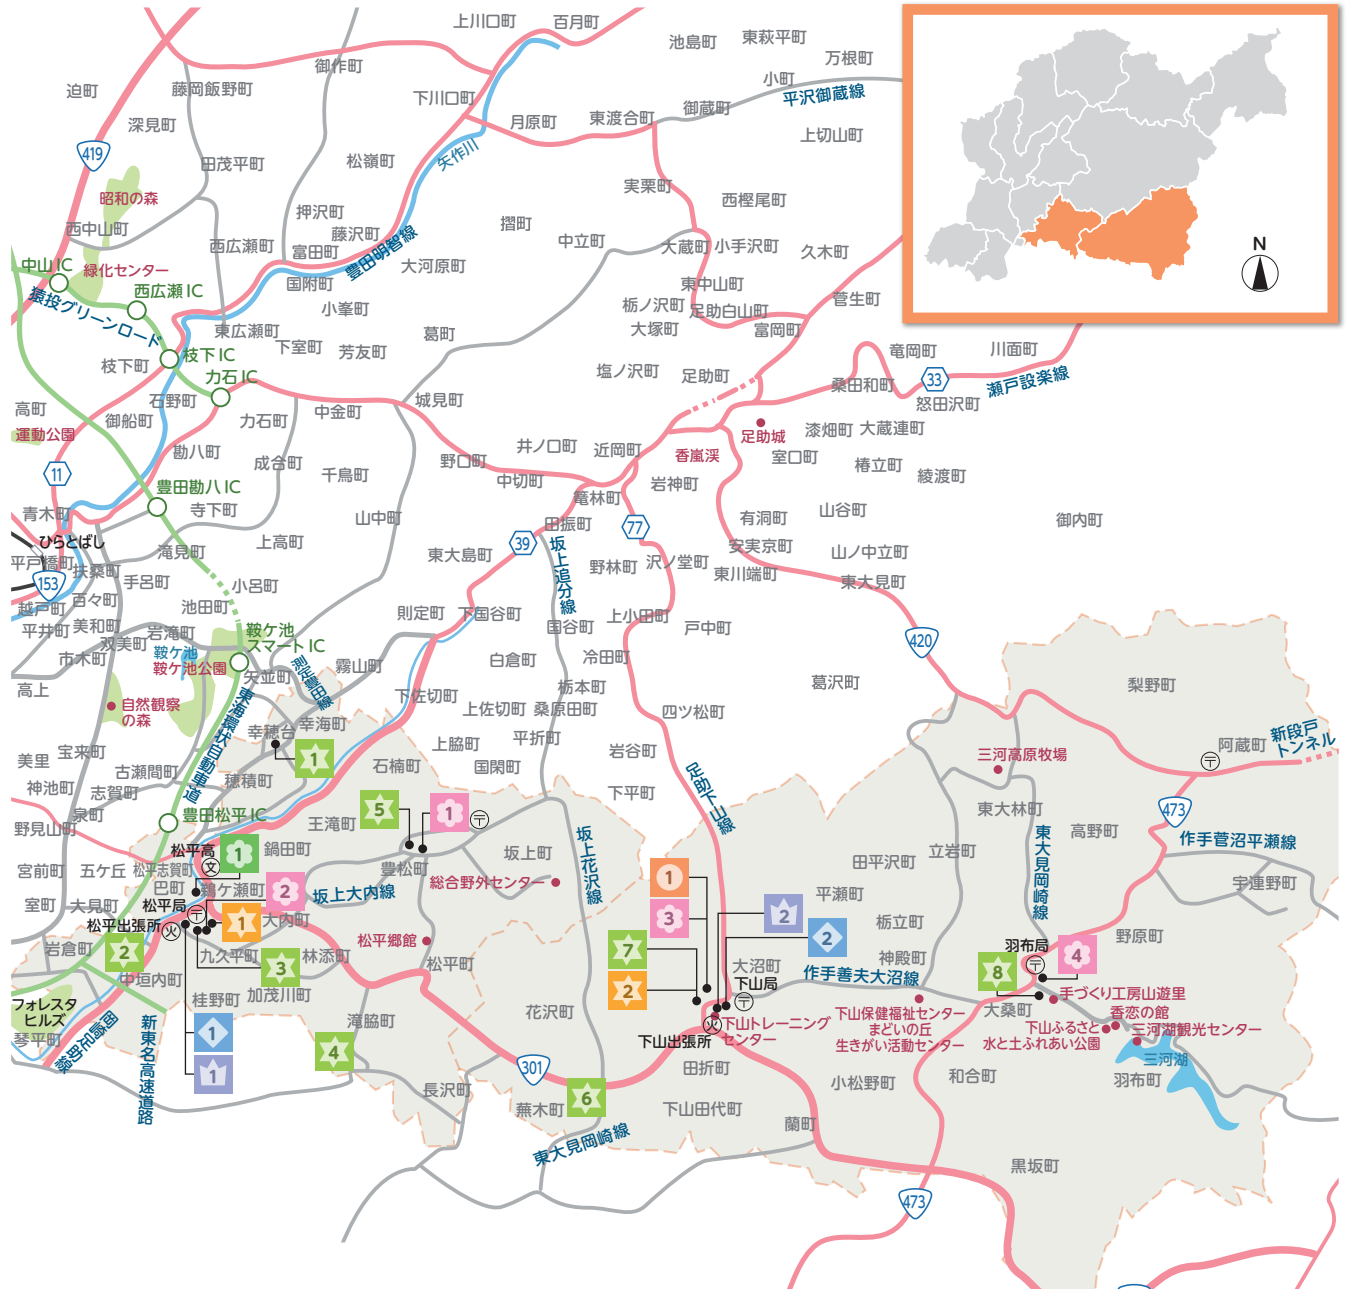 上川口町
百月町
池島町
東萩平町
万根町
御作町
小町
迫町
藤岡飯野町
下川口町
平沢御蔵線
御蔵町
深見町
月原町
東渡合町
上切山町
419
田茂平町
松嶺町
矢作川
昭和の森
実栗町
西樫尾町
N
押沢町
摺町
西中山町
藤沢町
中立町
西広瀬町
富田町
豊田明智線
大蔵町
小手沢町
久木町
中山IC
緑化センター
大河原町
国附町
東中山町
西広瀬IC
猿投グリーンロード
小峯町
栃ノ沢町
足助白山町
菅生町
東広瀬町
葛町
大塚町
富岡町
枝下IC
下室町
芳友町
竜岡町
川面町
枝下町
力石IC
塩ノ沢町
足助町
桑田和町
33
瀬戸設楽線
石野町
城見町
怒田沢町
高町
御船町
力石町
中金町
運動公園
足助城
漆畑町
大蔵連町
勘八町
井ノ口町
近岡町
香嵐渓
室口町
11
成合町
千鳥町
野口町
椿立町
綾渡町
中切町
岩神町
豊田勘八IC
篭林町
青木町
寺下町
山中町
有洞町
山谷町
御内町
田振町
77
ひらとばし
39
上高町
滝見町
東大島町
坂上追分線
安実京町
山ノ中立町
平戸橋町
扶桑町
野林町
沢ノ堂町
東川端町
153
手呂町
小呂町
東大見町
越戸町
百々町
池田町
則定町
下国谷町
上小田町
平井町
美和町
岩滝町
鞍ケ池
スマートIC
国谷町
戸中町
420
双美町
鞍ケ池
市木町
鞍ケ池公園
測定豊田線
霧山町
白倉町
冷田町
高上
矢並町
下佐切町
栃本町
葛沢町
梨野町
自然観察
の森
東海環状自動車道
上佐切町
桑原田町
四ツ松町
幸穂台
幸海町
新段戸
トンネル
宝来町
1
上脇町
平折町
岩谷町
三河高原牧場
阿蔵町
美里
古瀬間町
穂積町
石楠町
国閑町
足助下山線
神池町
志賀町
下平町
東大林町
473
泉町
豊田松平IC
王滝町
5
1
野見山町
高野町
作手菅沼平瀬線
松平高
1
鍋田町
坂上町
坂上花沢線
東大見岡崎線
立岩町
宮前町
五ケ丘
松平志賀町
豊松町
田平沢町
巴町
鵜ケ瀬町
2
坂上大内線
総合野外センター
1
宇連野町
室町
大見町
松平局
平瀬町
松平出張所
1
大内町
3
2
栃立町
2
岩倉町
2
松平郷館
7
野原町
九久平町
3
林添町
松平町
大沼町
神殿町
羽布局
4
中垣内町
2
下山局
作手善夫大沼線
8
フォレスタ
ヒルズ
桂野町
加茂川町
手づくり工房山遊里
琴平町
1
滝脇町
花沢町
下山出張所
下山トレーニング
センター
下山保健福祉センター
まどいの丘
生きがい活動センター
大桑町
香恋の館
下山ふるさと
水と土ふれあい公園
三河湖観光センター
岡崎足助線
新東名高速道路
4
301
田折町
三河湖
1
長沢町
小松野町
和合町
羽布町
蕪木町
6
下山田代町
蘭町
東大見岡崎線
黒坂町
473